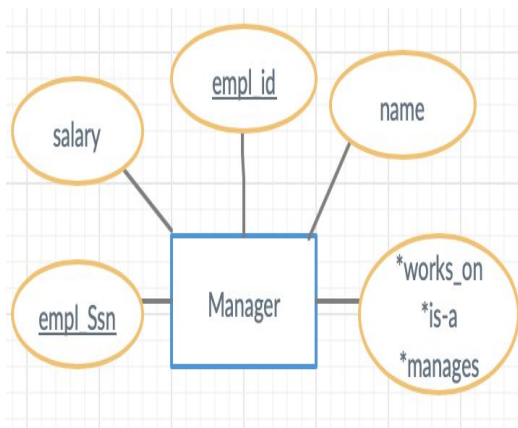 empl_id
name
salary
*works_on
*is-a
*manages
Manager
empl_Ssn